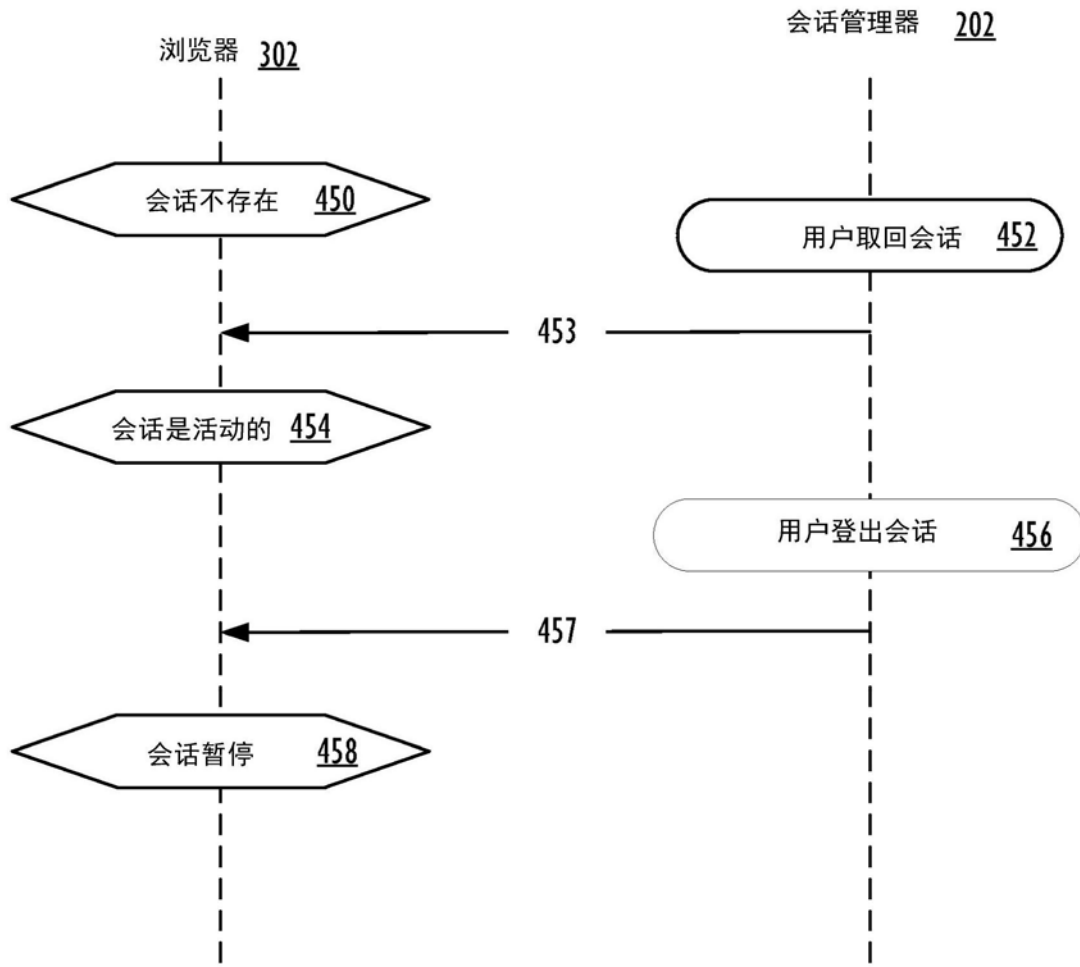 会话管理器 202
浏览器 302
会话不存在 450
用户取回会话 452
453
会话是活动的 454
用户登出会话 456
457
会话暂停 458